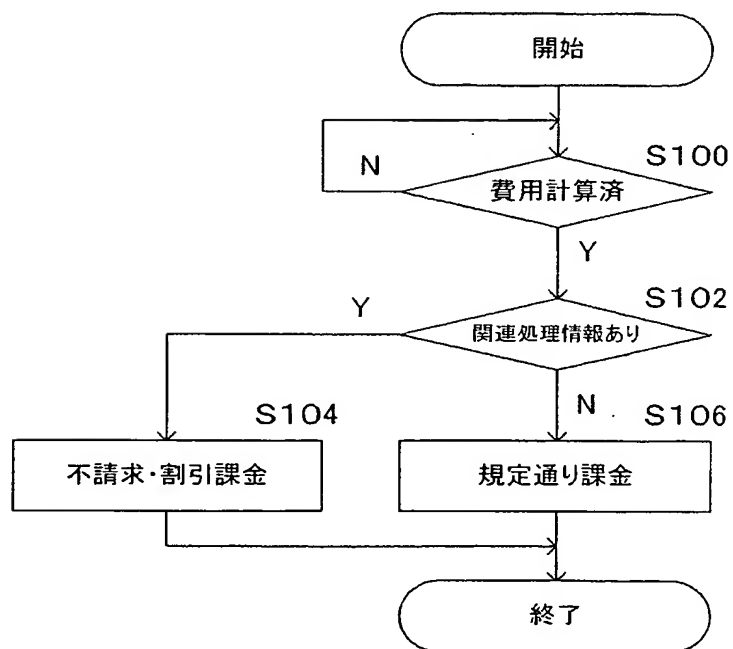 開始
S100
N
費用計算済
Y
S102
Y
関連処理情報あり
N
S104
S106
不請求・割引課金
規定通り課金
終了